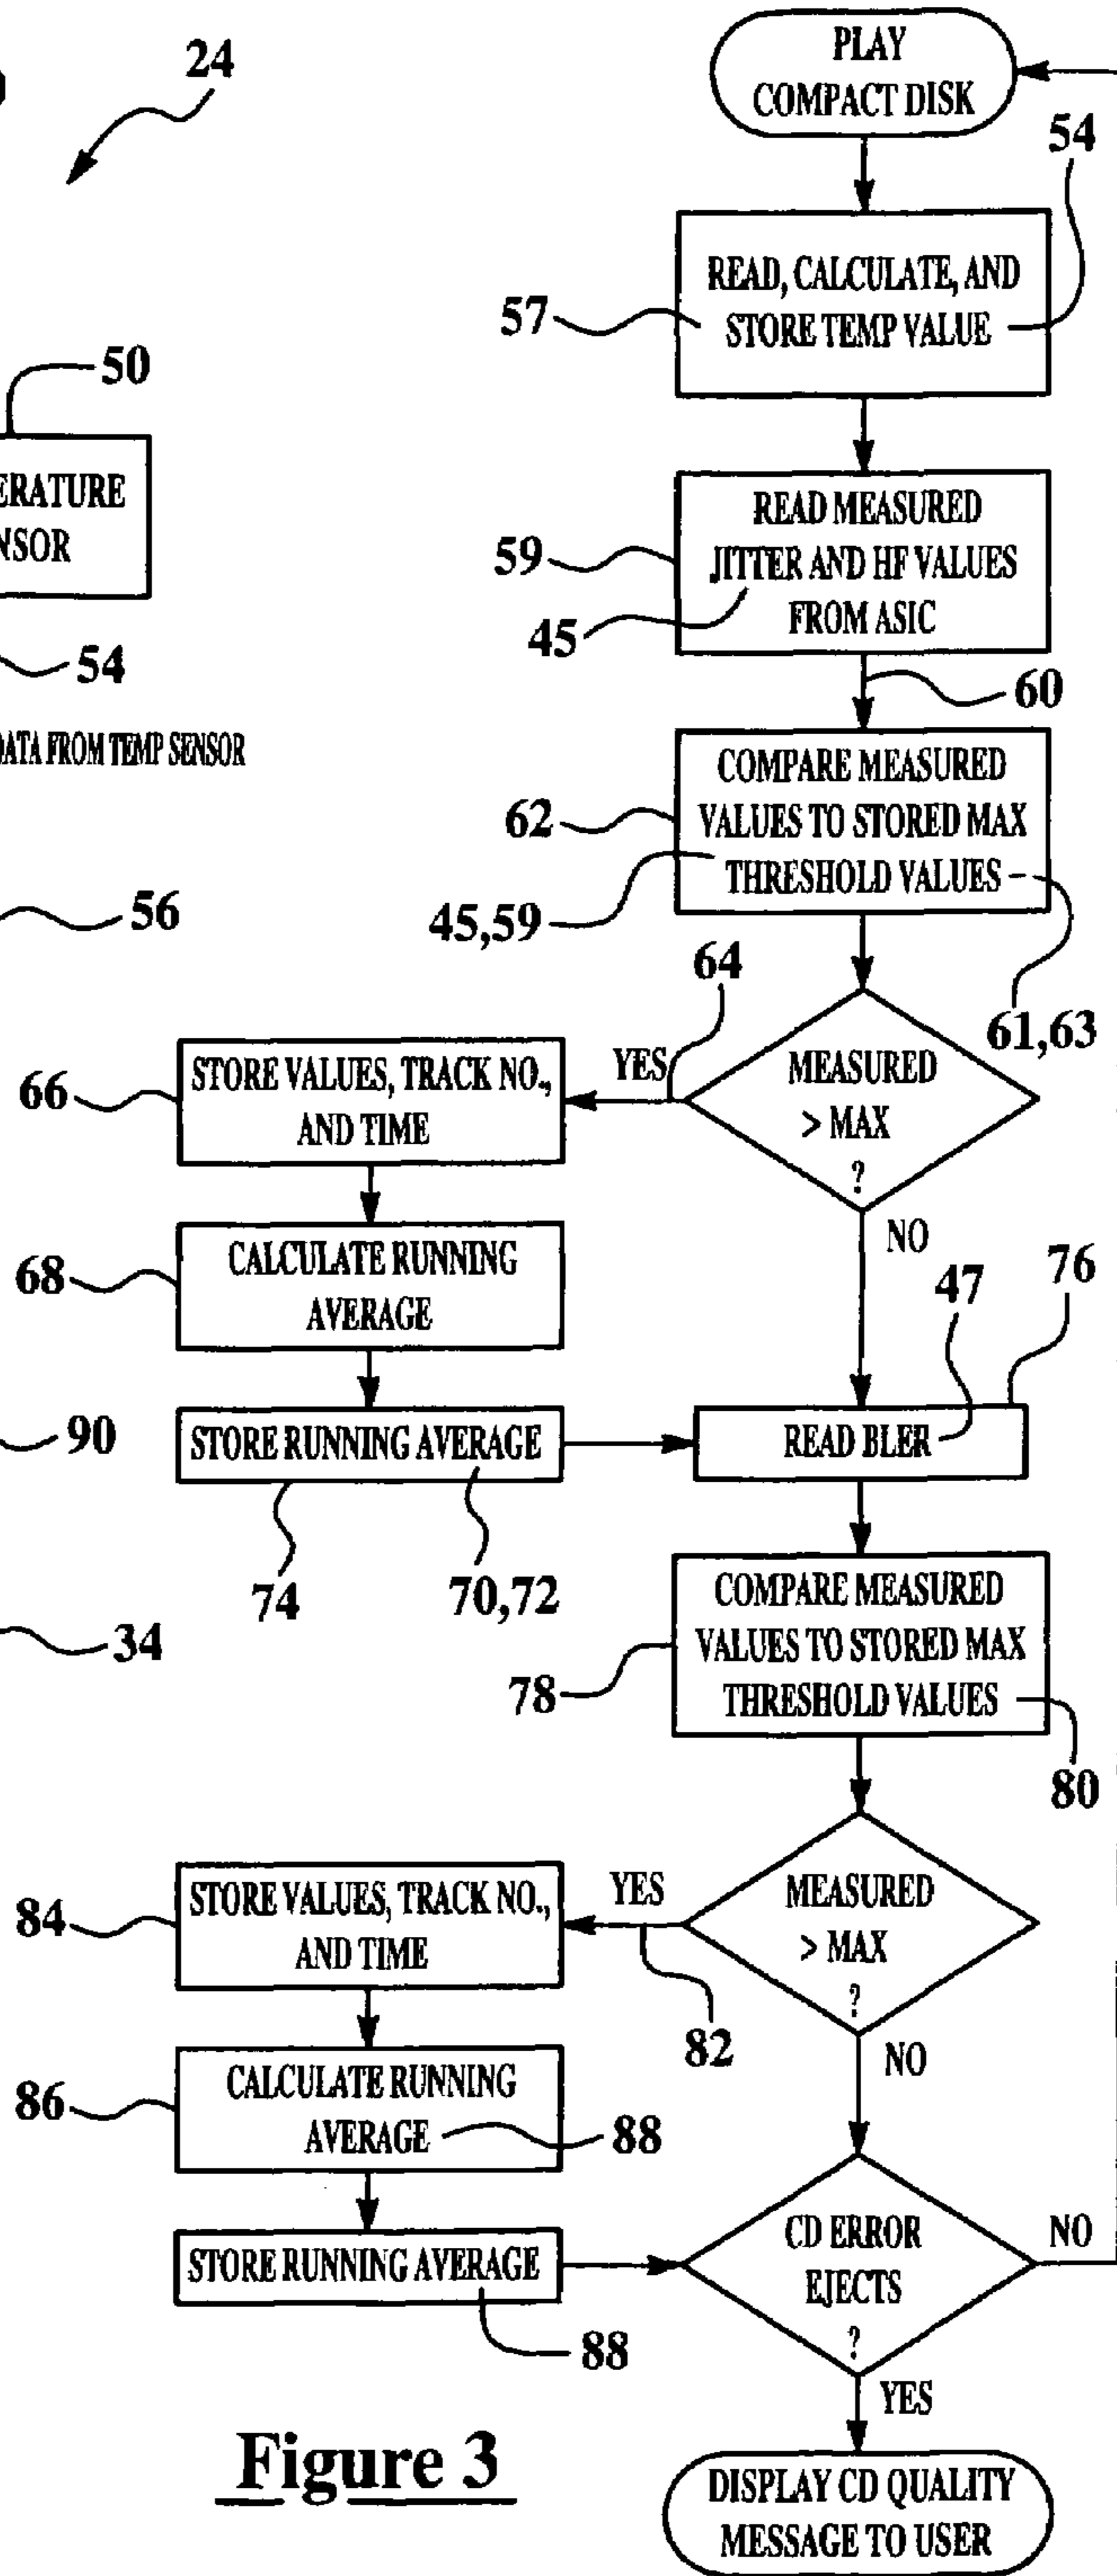 24
PLAY
COMPACT DISK
54
READ, CALCULATE, AND
STORE TEMP VALUE
57
50
ERATURE
NSOR
READ MEASURED
JITTER AND HF VALUES
FROM ASIC
59
45
54
60
DATA FROM TEMP SENSOR
COMPARE MEASURED
VALUES TO STORED MAX
THRESHOLD VALUES
62
56
45,59
61,63
64
YES
MEASURED
> MAX
?
NO
66
STORE VALUES, TRACK NO.,
AND TIME
68
CALCULATE RUNNING
AVERAGE
47
76
90
STORE RUNNING AVERAGE
READ BLER
74
70,72
34
COMPARE MEASURED
VALUES TO STORED MAX
THRESHOLD VALUES
78
80
84
STORE VALUES, TRACK NO.,
AND TIME
YES
MEASURED
> MAX
?
82
NO
86
CALCULATE RUNNING
AVERAGE
88
STORE RUNNING AVERAGE
88
CD ERROR
EJECTS
?
NO
YES
Figure 3
DISPLAY CD QUALITY
MESSAGE TO USER